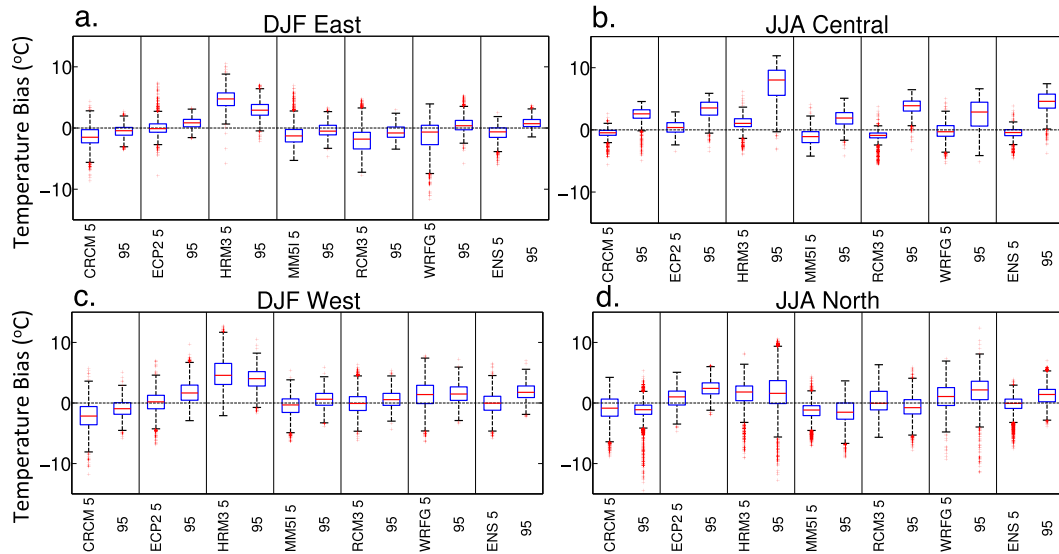 a. DJF East
b. JJA Central
Temperature Bias (ºC)
10
0
−10
10
0
−10
CRCM 5
95
ECP2 5
95
HRM3 5
95
MM5I 5
95
RCM3 5
95
WRFG 5
95
ENS 5
95
CRCM 5
95
ECP2 5
95
HRM3 5
95
MM5I 5
95
RCM3 5
95
WRFG 5
95
ENS 5
95
c. DJF West
d. JJA North
Temperature Bias (ºC)
10
0
−10
10
0
−10
CRCM 5
95
ECP2 5
95
HRM3 5
95
MM5I 5
95
RCM3 5
95
WRFG 5
95
ENS 5
95
CRCM 5
95
ECP2 5
95
HRM3 5
95
MM5I 5
95
RCM3 5
95
WRFG 5
95
ENS 5
95